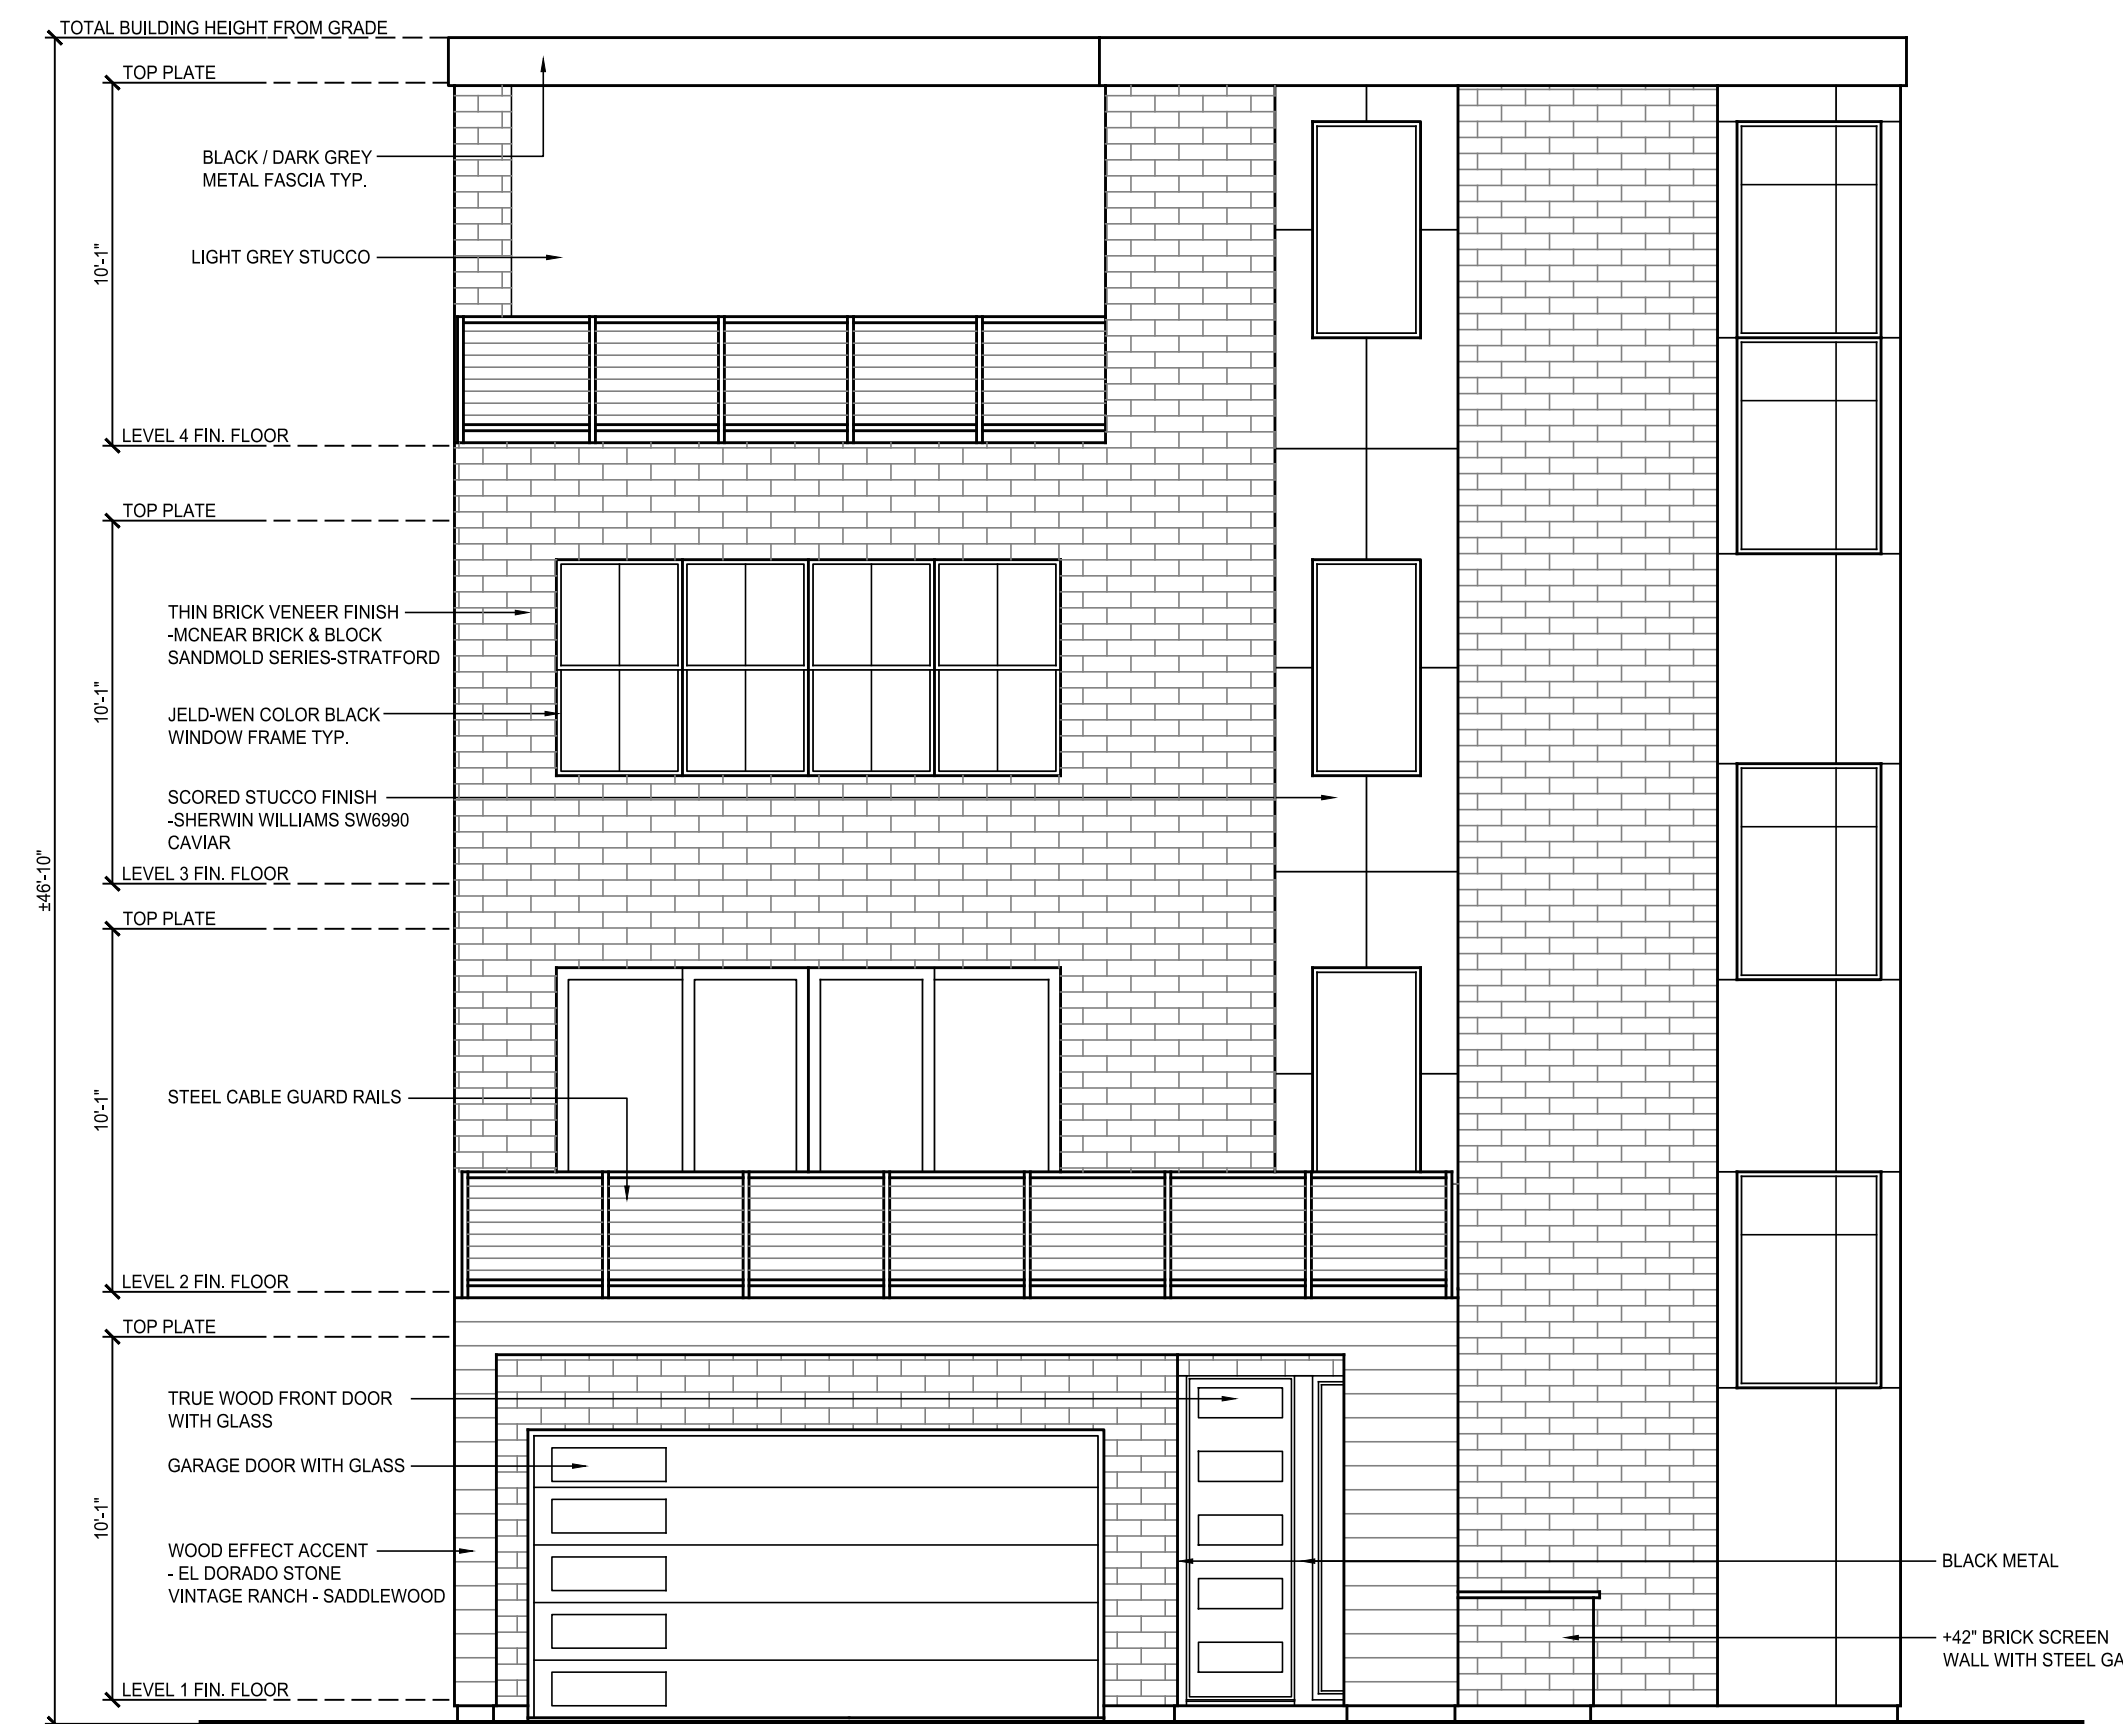 TOTAL BUILDING HEIGHT FROM GRADE
TOP PLATE
BLACK / DARK GREY
METAL FASCIA TYP.
10'-1"
LIGHT GREY STUCCO
LEVEL 4 FIN. FLOOR
TOP PLATE
THIN BRICK VENEER FINISH
-MCNEAR BRICK & BLOCK
SANDMOLD SERIES-STRATFORD
10'-1"
JELD-WEN COLOR BLACK
WINDOW FRAME TYP.
SCORED STUCCO FINISH
-SHERWIN WILLIAMS SW6990
CAVIAR
LEVEL 3 FIN. FLOOR
±46'-10"
TOP PLATE
STEEL CABLE GUARD RAILS
10'-1"
LEVEL 2 FIN. FLOOR
TOP PLATE
TRUE WOOD FRONT DOOR
WITH GLASS
GARAGE DOOR WITH GLASS
10'-1"
WOOD EFFECT ACCENT
- EL DORADO STONE
VINTAGE RANCH - SADDLEWOOD
BLACK METAL
+42" BRICK SCREEN
WALL WITH STEEL GA
LEVEL 1 FIN. FLOOR